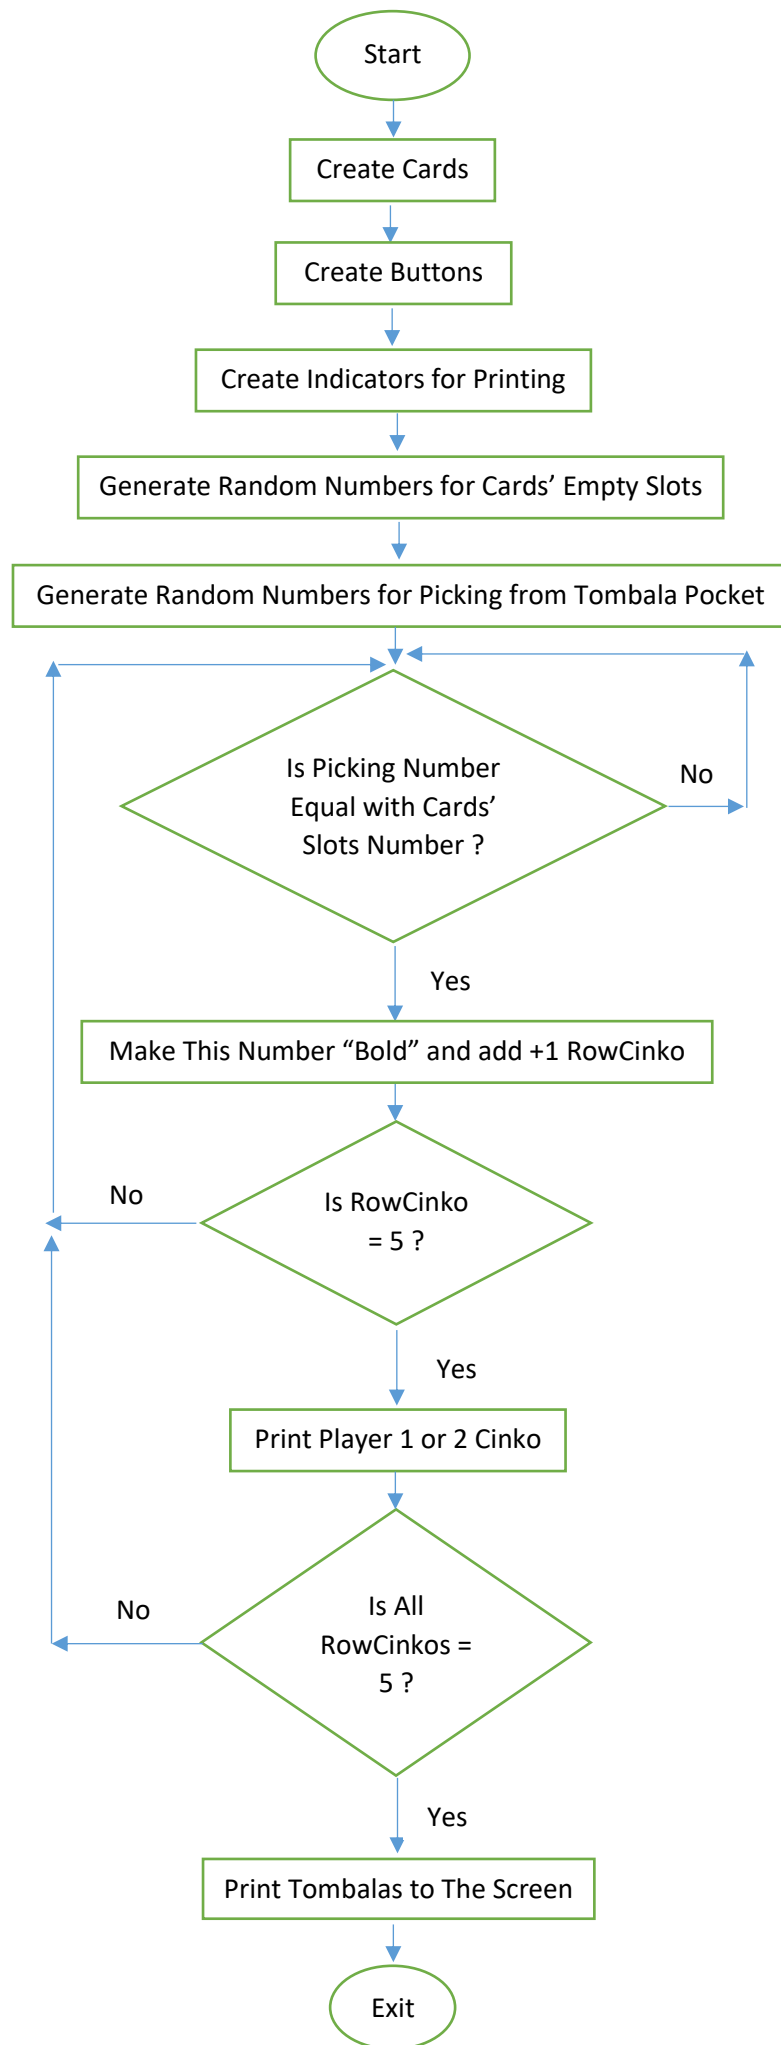 Start
Create Cards
Create Buttons
Create Indicators for Printing
Generate Random Numbers for Cards’ Empty Slots
Generate Random Numbers for Picking from Tombala Pocket
Is Picking Number
Equal with Cards’
Slots Number ?
No
Yes
Make This Number “Bold” and add +1 RowCinko
No
Is RowCinko
= 5 ?
Yes
Print Player 1 or 2 Cinko
No
Is All
RowCinkos =
5 ?
Yes
Print Tombalas to The Screen
Exit